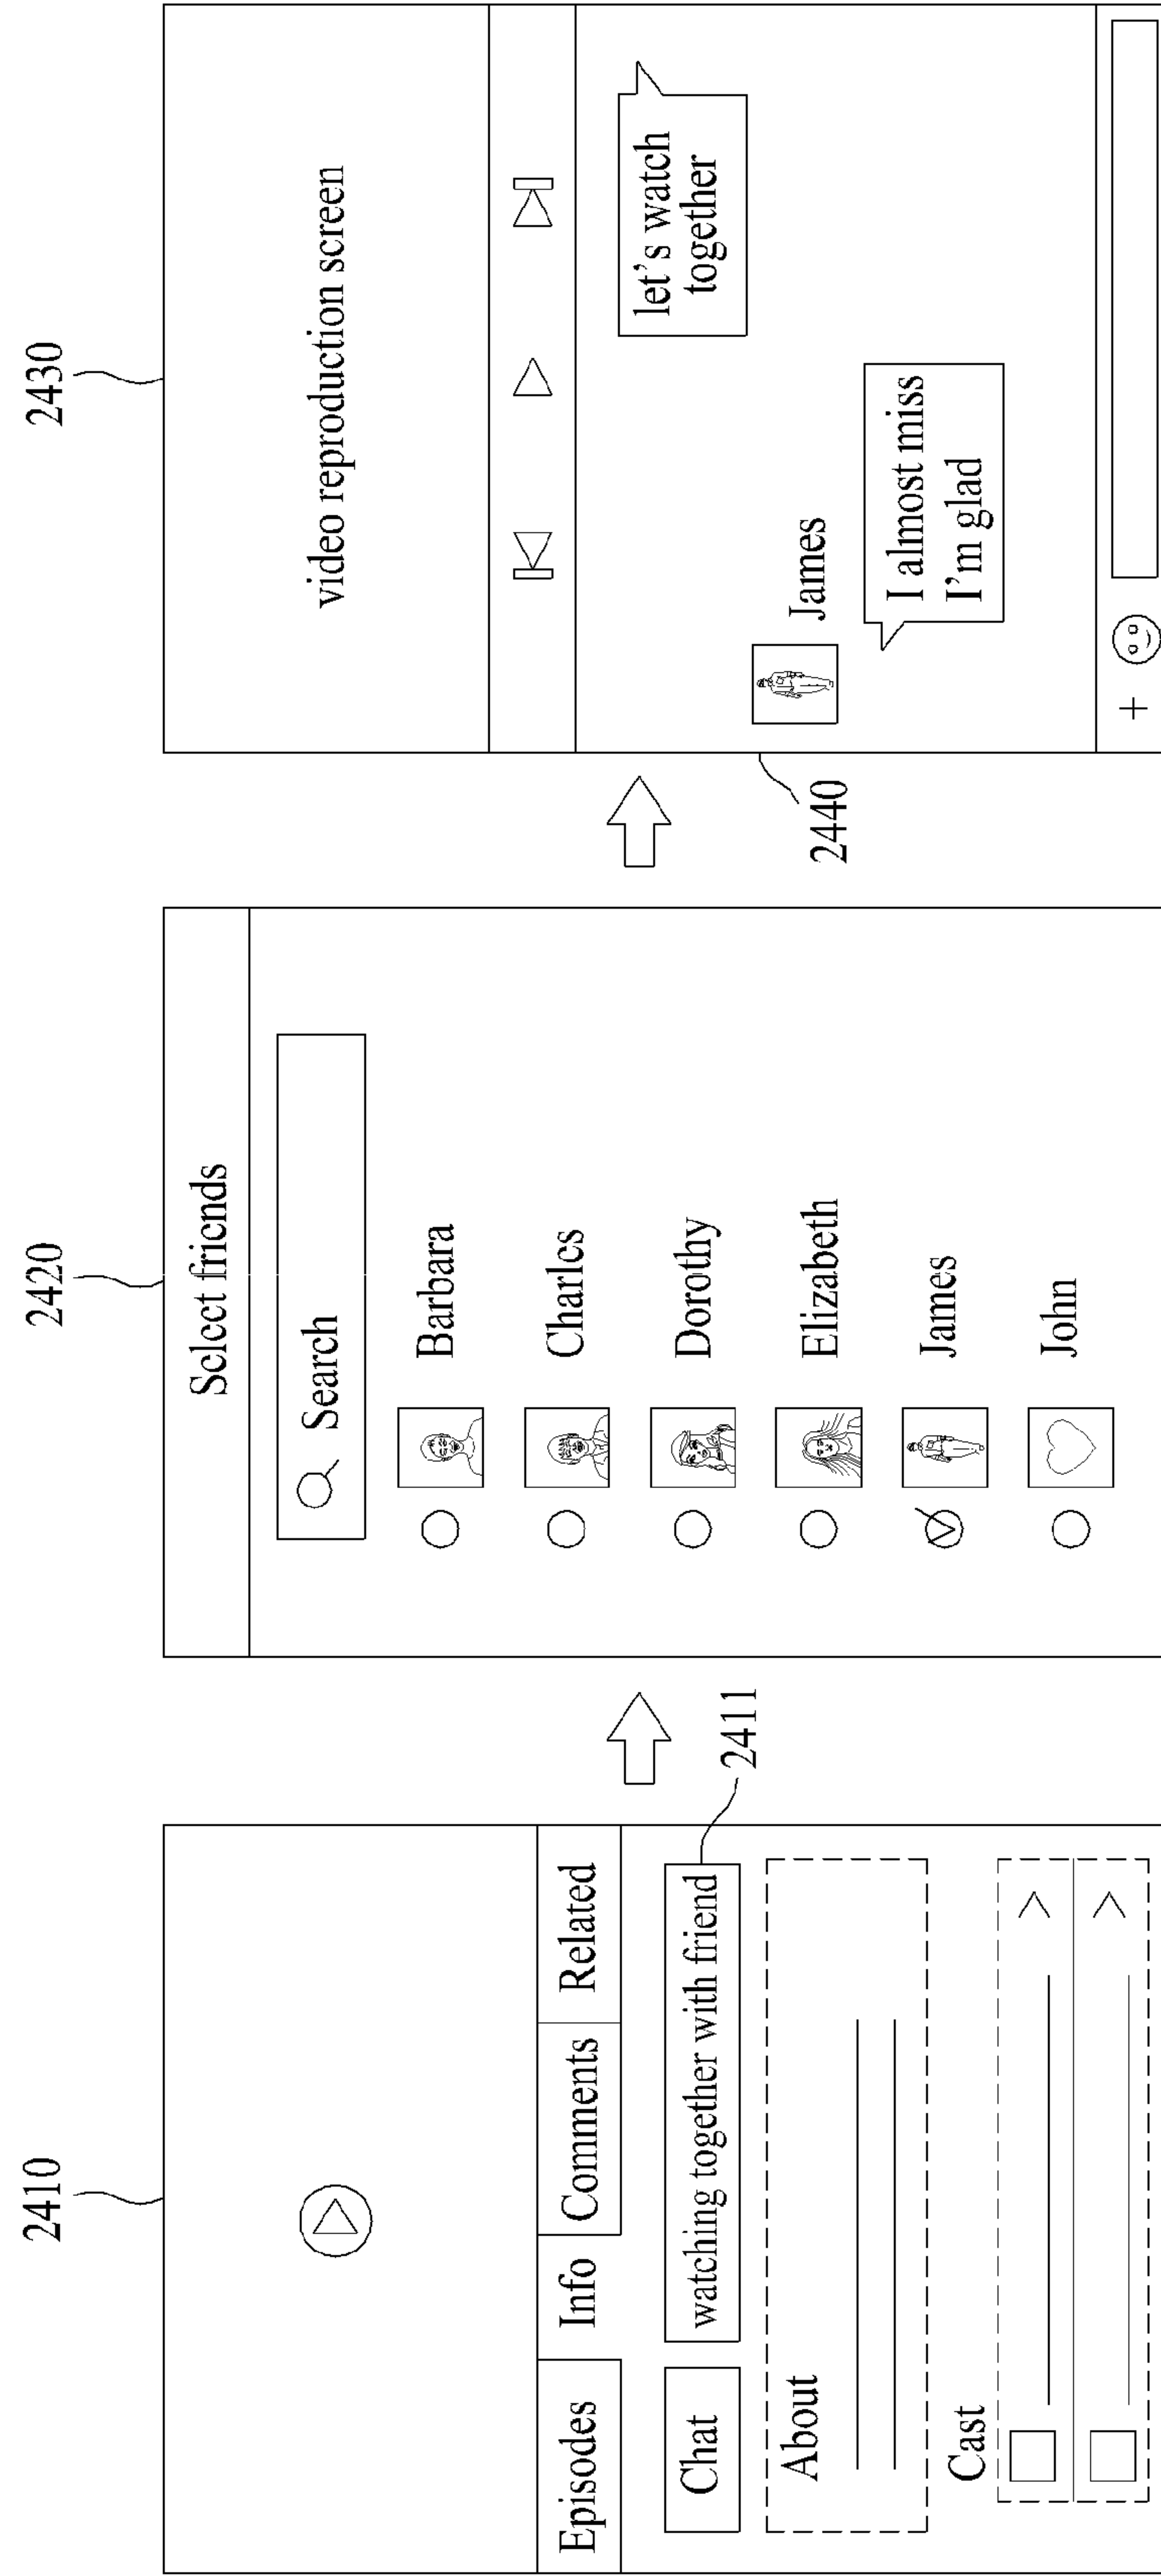 2410
Episodes
Info
Comments
Related
Chat
watching together with friend
2411
About
Cast
2420
Select friends
Search
Barbara
Charles
Dorothy
Elizabeth
James
John
2430
video reproduction screen
let's watch
together
James
I almost miss
I'm glad
2440
+